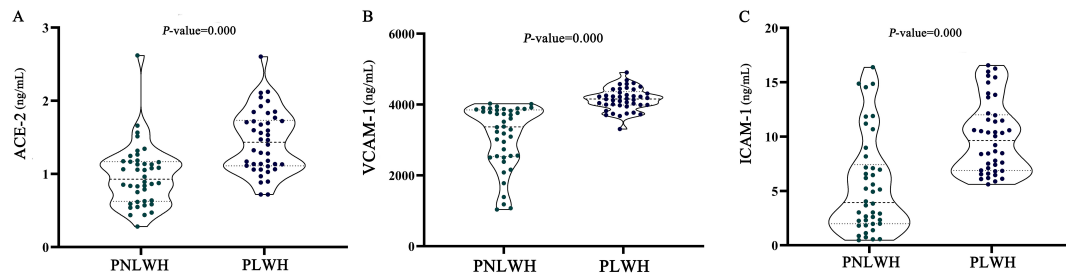 A
P-value=0.000
ACE-2 (ng/mL)
3
2
1
0
PNLWH
PLWH
B
P-value=0.000
VCAM-1 (ng/mL)
6000
4000
2000
0
PNLWH
PLWH
C
P-value=0.000
ICAM-1 (ng/mL)
20
15
10
5
0
PNLWH
PLWH